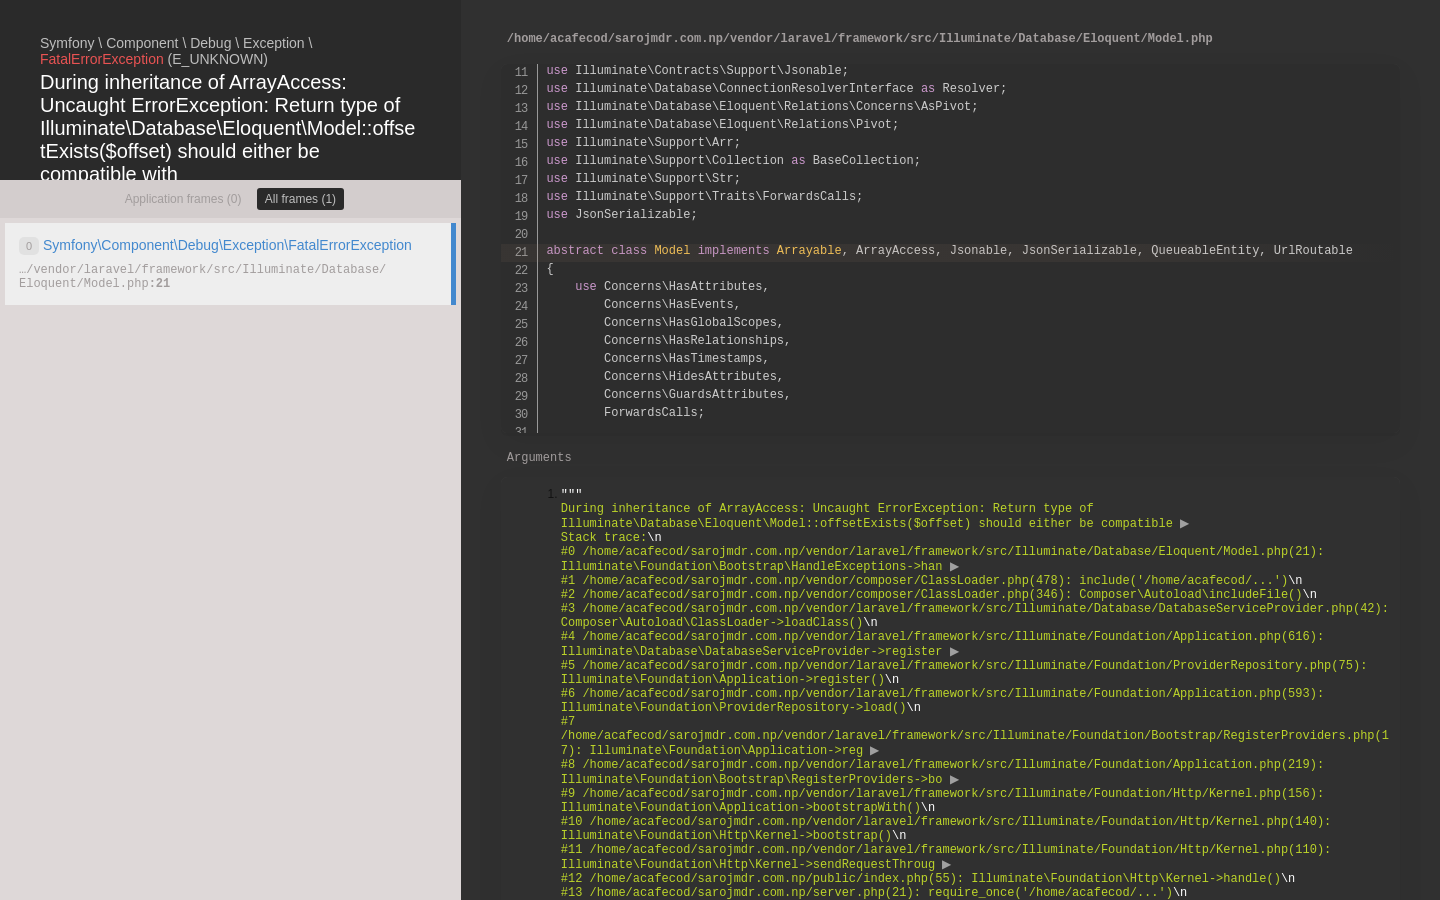 Symfony \ Component \ Debug \ Exception \
FatalErrorException (E_UNKNOWN)
During inheritance of ArrayAccess:
Uncaught ErrorException: Return type of
Illuminate\Database\Eloquent\Model::offse
tExists($offset) should either be
compatible with
Application frames (0)
All frames (1)
0 Symfony\Component\Debug\Exception\FatalErrorException
…/vendor/laravel/framework/src/Illuminate/Database/
Eloquent/Model.php:21
/home/acafecod/sarojmdr.com.np/vendor/laravel/framework/src/Illuminate/Database/Eloquent/Model.php
11 use Illuminate\Contracts\Support\Jsonable;
12 use Illuminate\Database\ConnectionResolverInterface as Resolver;
13 use Illuminate\Database\Eloquent\Relations\Concerns\AsPivot;
14 use Illuminate\Database\Eloquent\Relations\Pivot;
15 use Illuminate\Support\Arr;
16 use Illuminate\Support\Collection as BaseCollection;
17 use Illuminate\Support\Str;
18 use Illuminate\Support\Traits\ForwardsCalls;
19 use JsonSerializable;
20
21 abstract class Model implements Arrayable, ArrayAccess, Jsonable, JsonSerializable, QueueableEntity, UrlRoutable
22 {
23     use Concerns\HasAttributes,
24         Concerns\HasEvents,
25         Concerns\HasGlobalScopes,
26         Concerns\HasRelationships,
27         Concerns\HasTimestamps,
28         Concerns\HidesAttributes,
29         Concerns\GuardsAttributes,
30         ForwardsCalls;
31
Arguments
1. """
During inheritance of ArrayAccess: Uncaught ErrorException: Return type of
Illuminate\Database\Eloquent\Model::offsetExists($offset) should either be compatible ▶
Stack trace:\n
#0 /home/acafecod/sarojmdr.com.np/vendor/laravel/framework/src/Illuminate/Database/Eloquent/Model.php(21):
Illuminate\Foundation\Bootstrap\HandleExceptions->han ▶
#1 /home/acafecod/sarojmdr.com.np/vendor/composer/ClassLoader.php(478): include('/home/acafecod/...')\n
#2 /home/acafecod/sarojmdr.com.np/vendor/composer/ClassLoader.php(346): Composer\Autoload\includeFile()\n
#3 /home/acafecod/sarojmdr.com.np/vendor/laravel/framework/src/Illuminate/Database/DatabaseServiceProvider.php(42):
Composer\Autoload\ClassLoader->loadClass()\n
#4 /home/acafecod/sarojmdr.com.np/vendor/laravel/framework/src/Illuminate/Foundation/Application.php(616):
Illuminate\Database\DatabaseServiceProvider->register ▶
#5 /home/acafecod/sarojmdr.com.np/vendor/laravel/framework/src/Illuminate/Foundation/ProviderRepository.php(75):
Illuminate\Foundation\Application->register()\n
#6 /home/acafecod/sarojmdr.com.np/vendor/laravel/framework/src/Illuminate/Foundation/Application.php(593):
Illuminate\Foundation\ProviderRepository->load()\n
#7
/home/acafecod/sarojmdr.com.np/vendor/laravel/framework/src/Illuminate/Foundation/Bootstrap/RegisterProviders.php(1
7): Illuminate\Foundation\Application->reg ▶
#8 /home/acafecod/sarojmdr.com.np/vendor/laravel/framework/src/Illuminate/Foundation/Application.php(219):
Illuminate\Foundation\Bootstrap\RegisterProviders->bo ▶
#9 /home/acafecod/sarojmdr.com.np/vendor/laravel/framework/src/Illuminate/Foundation/Http/Kernel.php(156):
Illuminate\Foundation\Application->bootstrapWith()\n
#10 /home/acafecod/sarojmdr.com.np/vendor/laravel/framework/src/Illuminate/Foundation/Http/Kernel.php(140):
Illuminate\Foundation\Http\Kernel->bootstrap()\n
#11 /home/acafecod/sarojmdr.com.np/vendor/laravel/framework/src/Illuminate/Foundation/Http/Kernel.php(110):
Illuminate\Foundation\Http\Kernel->sendRequestThroug ▶
#12 /home/acafecod/sarojmdr.com.np/public/index.php(55): Illuminate\Foundation\Http\Kernel->handle()\n
#13 /home/acafecod/sarojmdr.com.np/server.php(21): require_once('/home/acafecod/...')\n